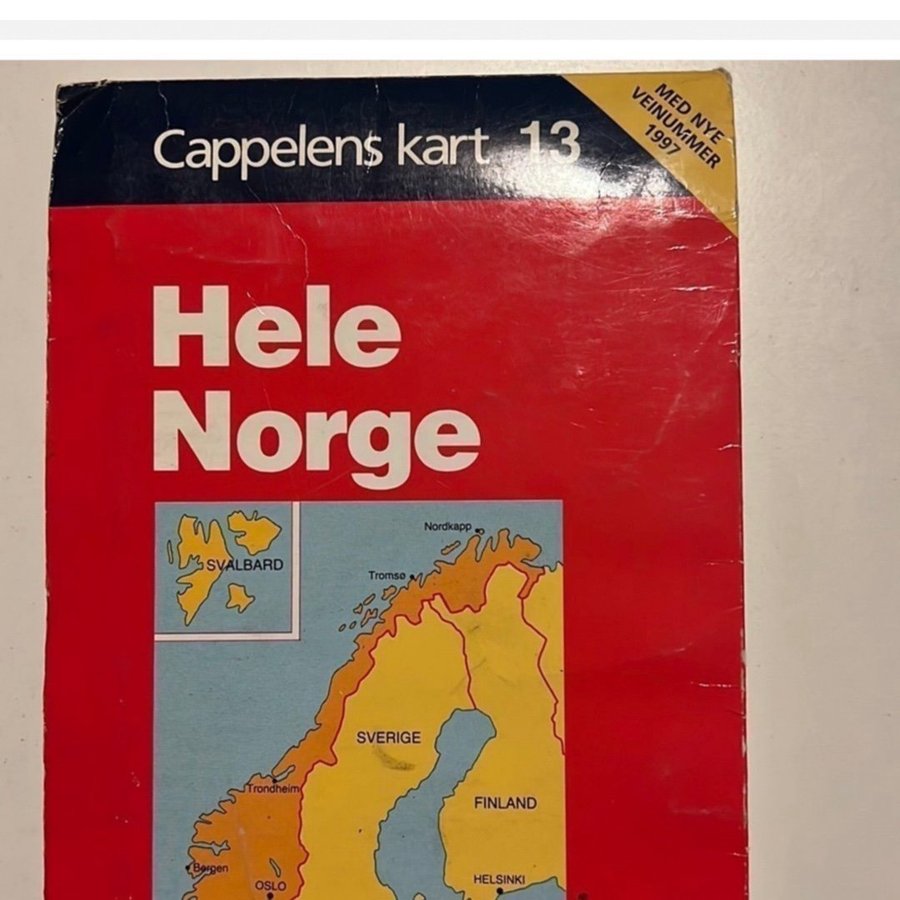 Cappelens kart 13
MED NYE
VEINUMMER
1997
Hele
Norge
Nordkapp
SVALBARD
Tromsø
SVERIGE
Trondheim
FINLAND
Bergen
HELSINKI
OSLO